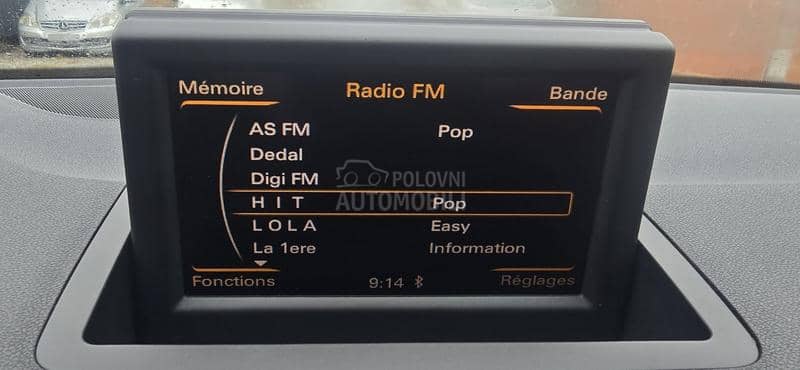 Mémoire Radio FM Bande
AS FM Pop
Dedal
Digi FM
POLOVNI
AUTOMOBILI
H I T Pop
L O L A Easy
La 1ere Information
Fonctions 9:14 Réglages